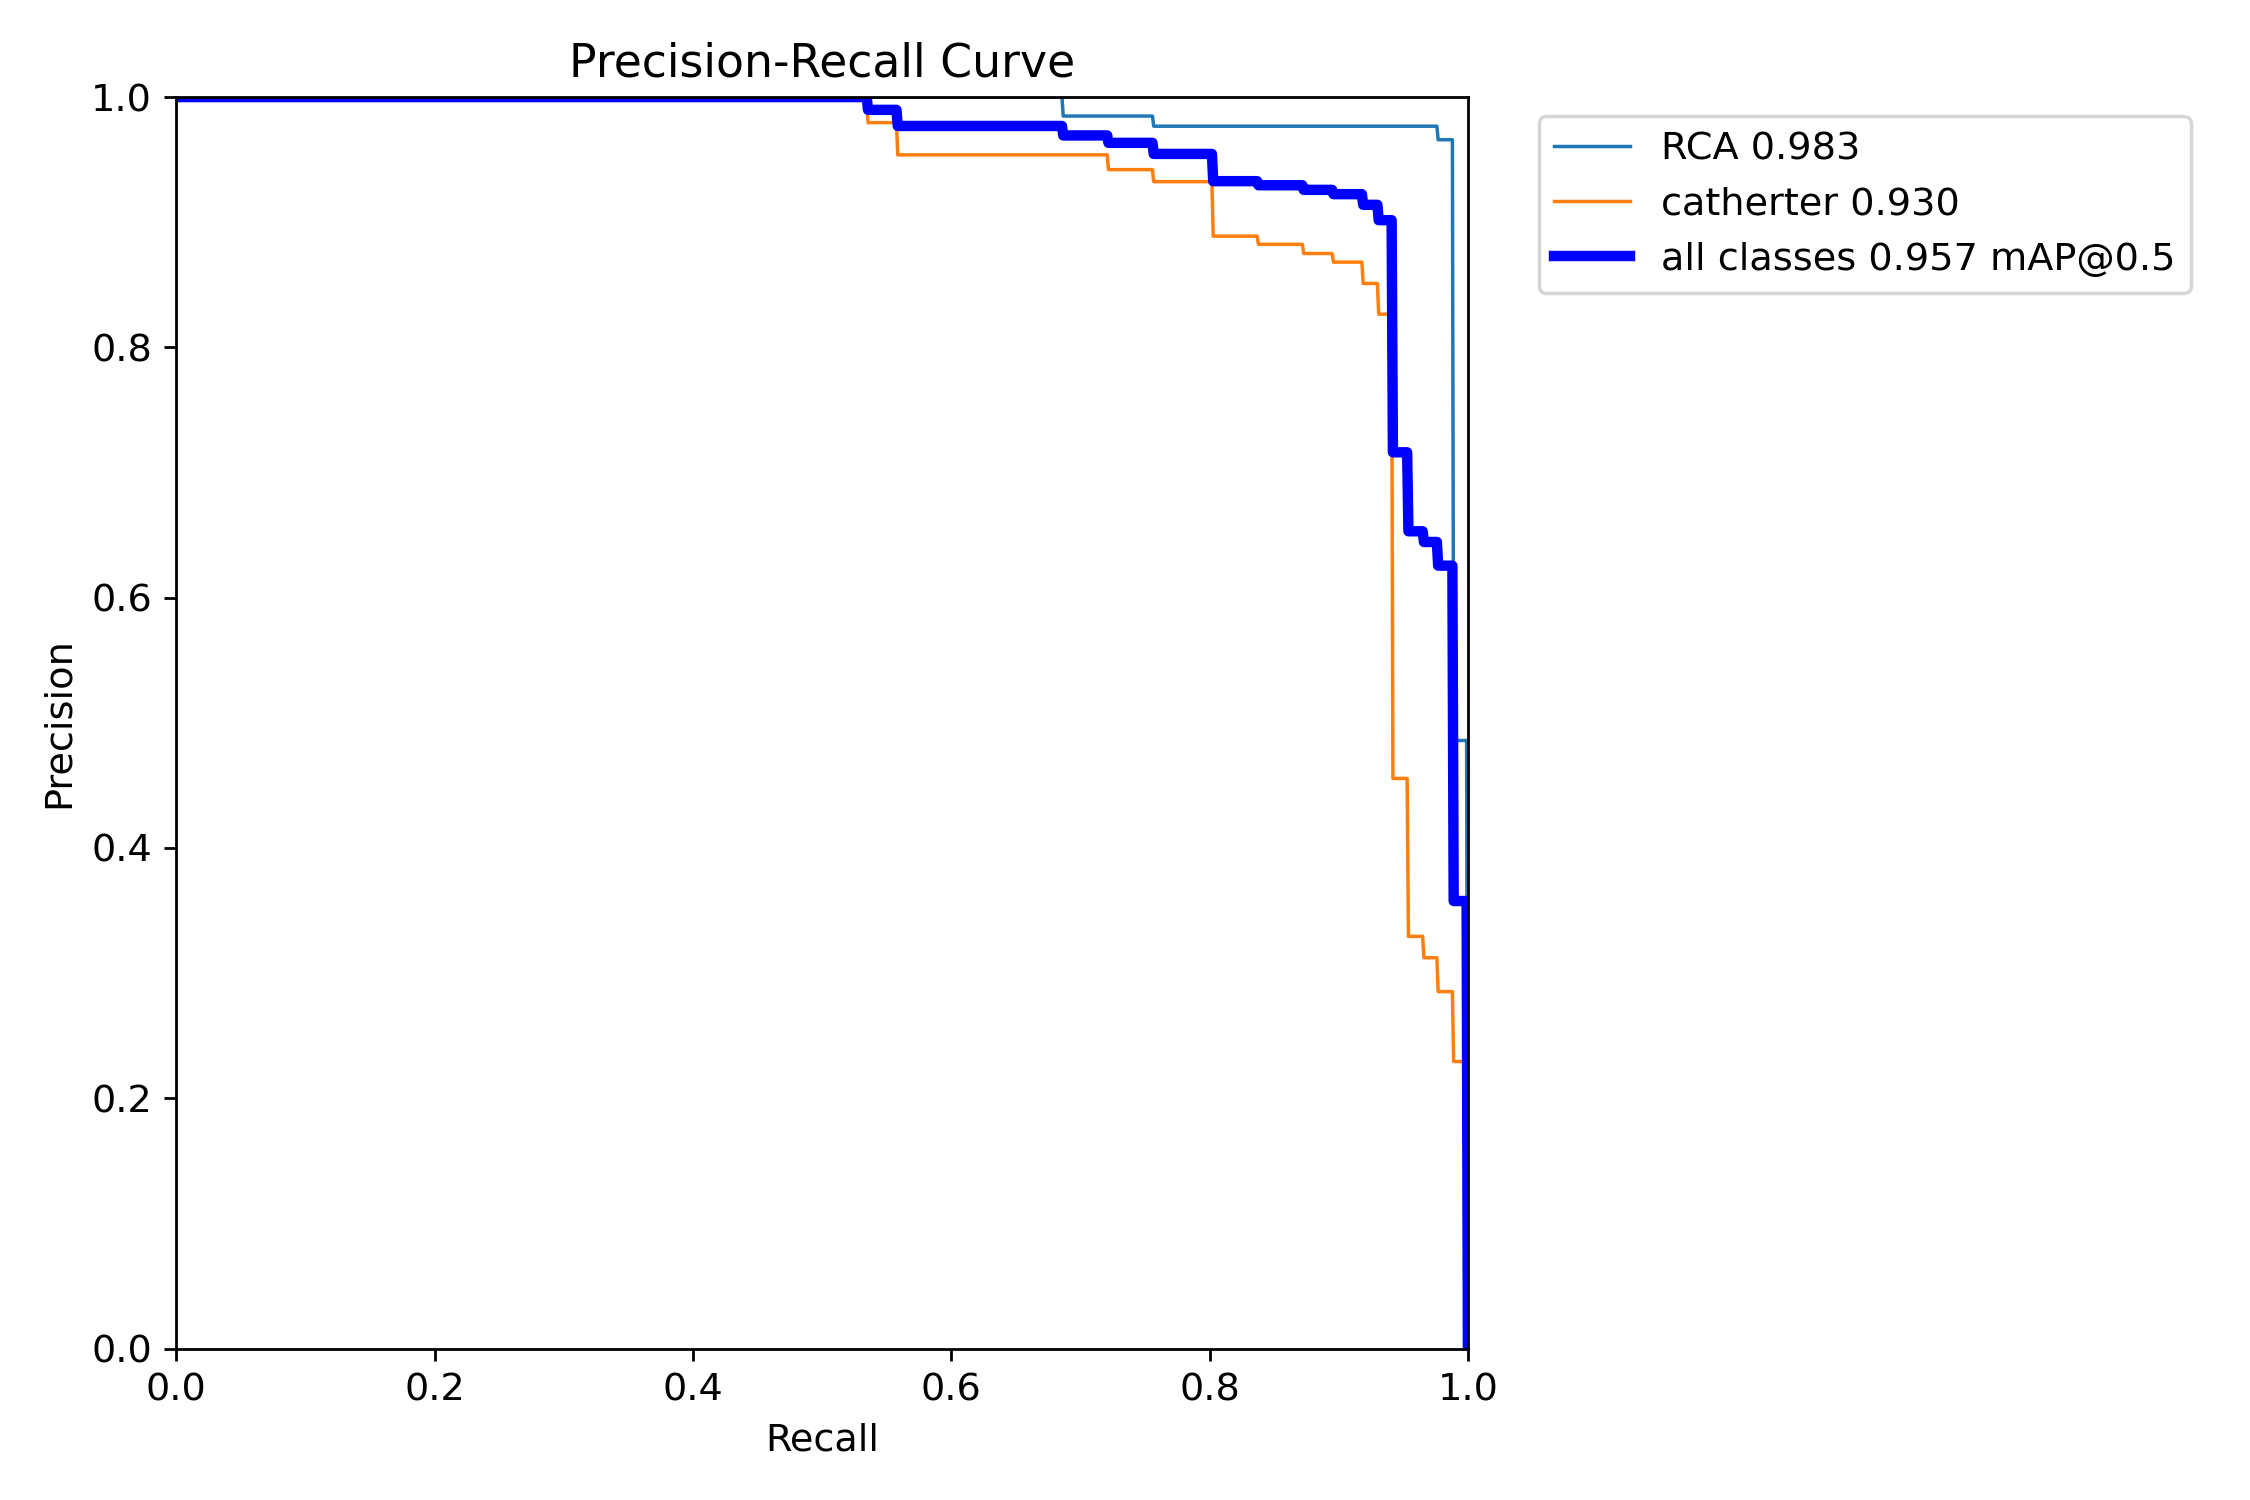 Precision-Recall Curve
1.0
0.8
0.6
0.4
0.2
0.0
Precision
0.0 0.2 0.4 0.6 0.8 1.0
Recall
RCA 0.983
catherter 0.930
all classes 0.957 mAP@0.5